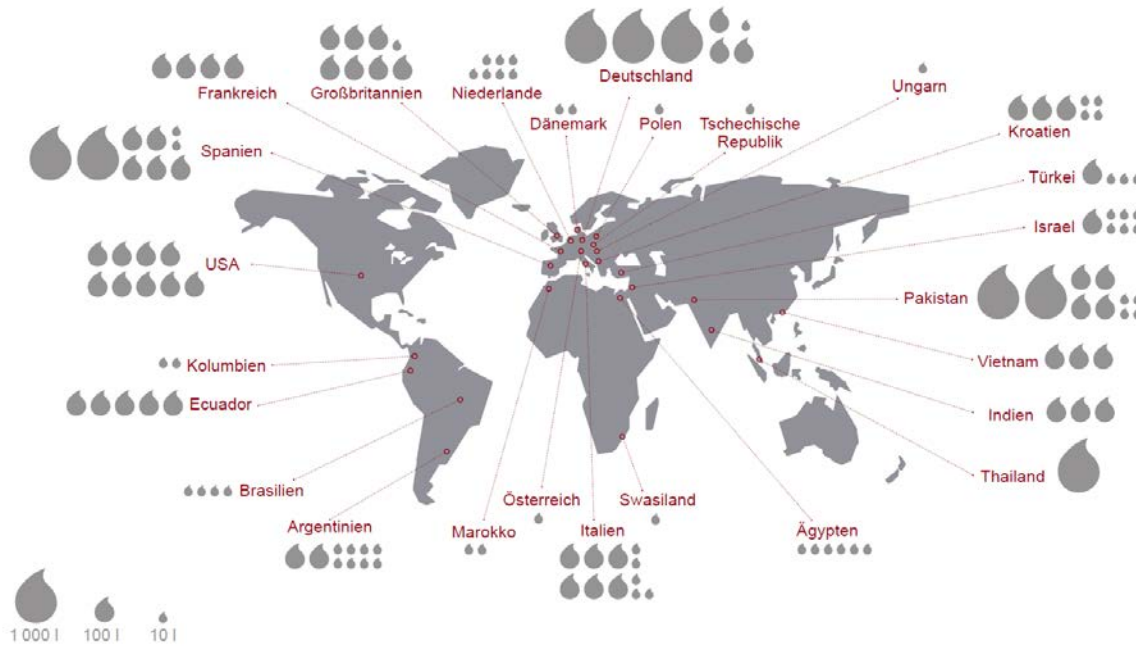 Deutschland
Frankreich
Großbritannien
Niederlande
Ungarn
Dänemark
Polen
Tschechische
Republik
Kroatien
Spanien
Türkei
Israel
USA
Pakistan
Vietnam
Kolumbien
Ecuador
Indien
Thailand
Brasilien
Österreich
Swasiland
Argentinien
Marokko
Italien
Ägypten
1 000 l
100 l
10 l